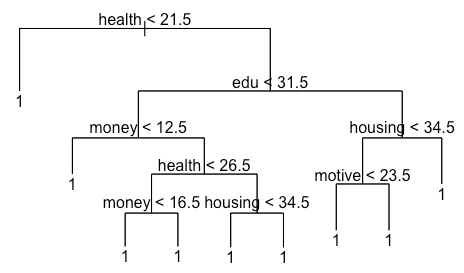 health < 21.5
1
edu < 31.5
money < 12.5
housing < 34.5
1
health < 26.5
motive < 23.5
1
money < 16.5
housing < 34.5
1
1
1
1
1
1